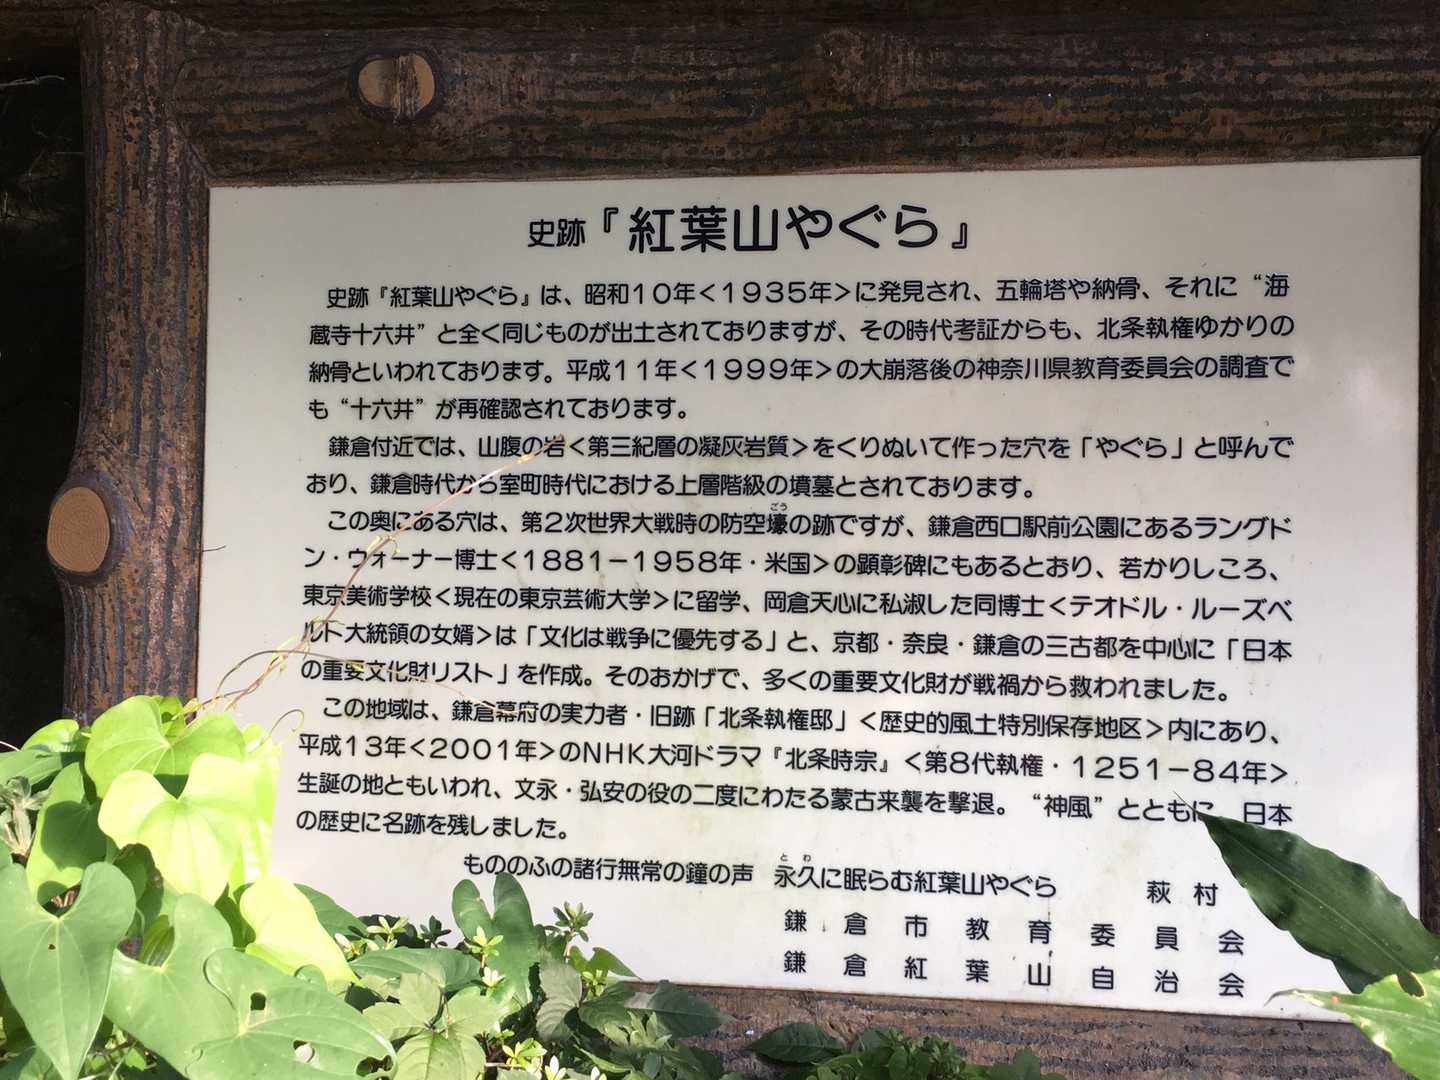 史跡『紅葉山やぐら』
史跡『紅葉山やぐら』は、昭和10年<1935年>に発見され、五輪塔や納骨、それに“海
蔵寺十六井”と全く同じものが出土されておりますが、その時代考証からも、北条執権ゆかりの
納骨といわれております。平成11年<1999年>の大崩落後の神奈川県教育委員会の調査で
も“十六井”が再確認されております。
鎌倉付近では、山腹の岩<第三紀層の凝灰岩質>をくりぬいて作った穴を「やぐら」と呼んで
おり、鎌倉時代から室町時代における上層階級の墳墓とされております。
この奥にある穴は、第2次世界大戦時の防空壕の跡ですが、鎌倉西口駅前公園にあるラングド
ン・ウォーナー博士<1881−1958年・米国>の顕彰碑にもあるとおり、若かりしころ、
東京美術学校<現在の東京芸術大学>に留学、岡倉天心に私淑した同博士<テオドル・ルーズベ
ルト大統領の女婿>は「文化は戦争に優先する」と、京都・奈良・鎌倉の三古都を中心に「日本
の重要文化財リスト」を作成。そのおかげで、多くの重要文化財が戦禍から救われました。
この地域は、鎌倉幕府の実力者・旧跡「北条執権邸」<歴史的風土特別保存地区>内にあり、
平成13年<2001年>のNHK大河ドラマ『北条時宗』<第8代執権・1251−84年>
生誕の地ともいわれ、文永・弘安の役の二度にわたる蒙古来襲を撃退。“神風”とともに、日本
の歴史に名跡を残しました。
もののふの諸行無常の鐘の声 永久に眠らむ紅葉山やぐら 萩村
鎌倉市教育委員会
鎌倉紅葉山自治会